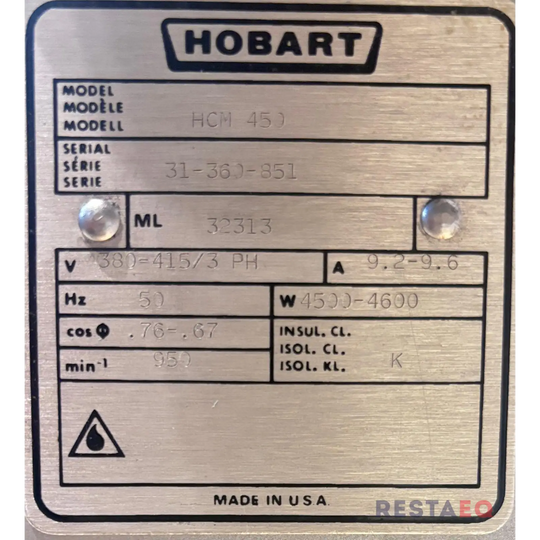 HOBART
MODEL
MODÈLE
MODELL HCM 450
SERIAL
SÉRIE 31-360-851
SERIE
ML 32313
V 380-415/3 PH A 9.2-9.6
Hz 50 W 4500-4600
cos Φ .76-.67 INSUL. CL.
ISOL. CL.
min⁻¹ 950 ISOL. KL. K
MADE IN U S A
RESTAEQ